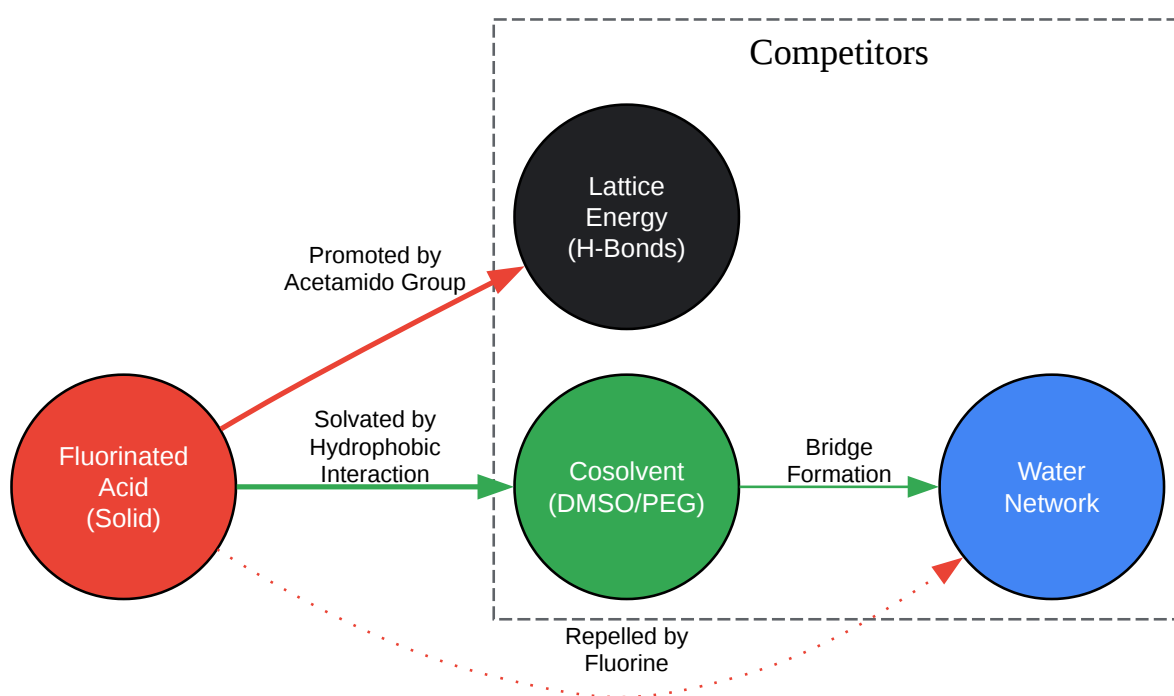 Competitors
Lattice
Energy
(H-Bonds)
Promoted by
Acetamido Group
Solvated by
Hydrophobic
Interaction
Fluorinated
Acid
(Solid)
Cosolvent
(DMSO/PEG)
Bridge
Formation
Water
Network
Repelled by
Fluorine